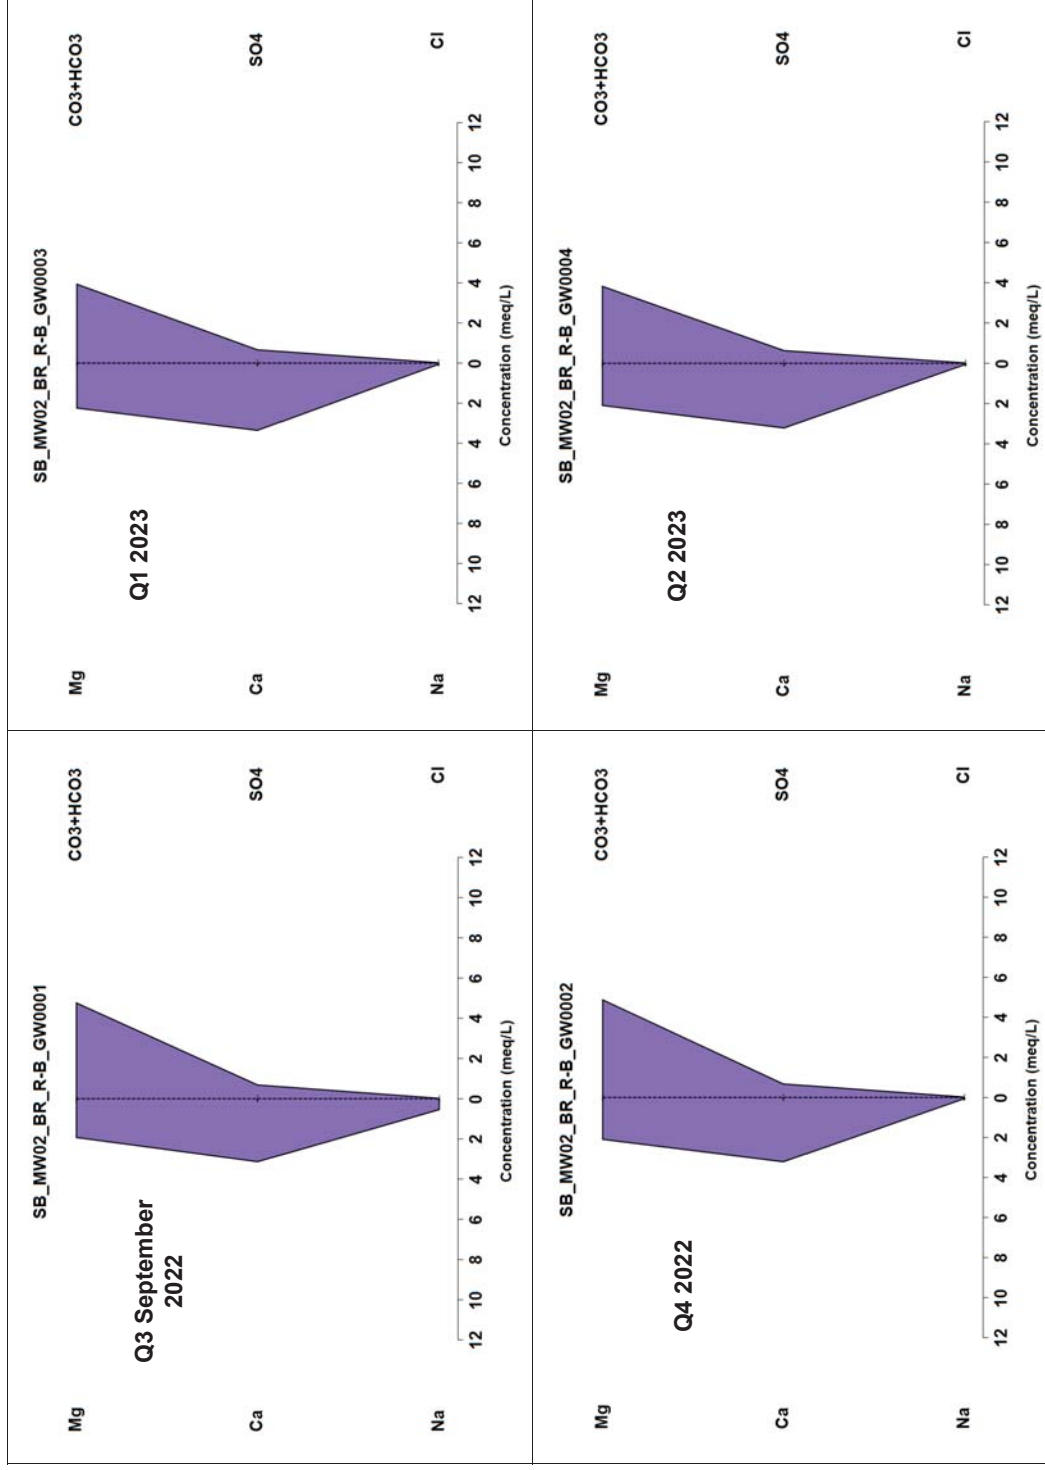 SB_MW02_BR_R-B_GW0001
Mg
CO3+HCO3
Q3 September
2022
Ca
SO4
Na
Cl
12 10 8 6 4 2 0 2 4 6 8 10 12
Concentration (meq/L)
SB_MW02_BR_R-B_GW0003
Mg
CO3+HCO3
Q1 2023
Ca
SO4
Na
Cl
12 10 8 6 4 2 0 2 4 6 8 10 12
Concentration (meq/L)
SB_MW02_BR_R-B_GW0002
Mg
CO3+HCO3
Q4 2022
Ca
SO4
Na
Cl
12 10 8 6 4 2 0 2 4 6 8 10 12
Concentration (meq/L)
SB_MW02_BR_R-B_GW0004
Mg
CO3+HCO3
Q2 2023
Ca
SO4
Na
Cl
12 10 8 6 4 2 0 2 4 6 8 10 12
Concentration (meq/L)